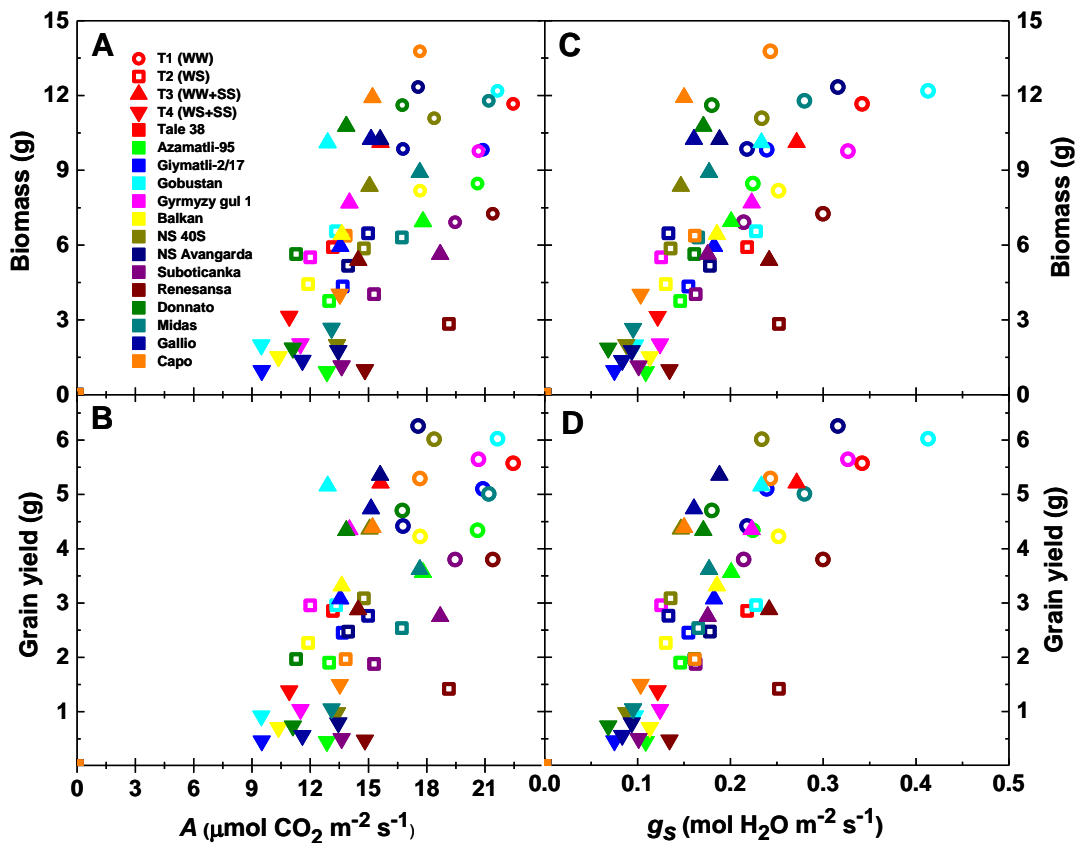 15
12
9
6
3
0
Biomass (g)
A
T1 (WW)
T2 (WS)
T3 (WW+SS)
T4 (WS+SS)
Tale 38
Azamatli-95
Giymatli-2/17
Gobustan
Gyrmyzy gul 1
Balkan
NS 40S
NS Avangarda
Suboticanka
Renesansa
Donnato
Midas
Gallio
Capo
C
15
12
9
6
3
0
Biomass (g)
6
5
4
3
2
1
Grain yield (g)
B
D
6
5
4
3
2
1
Grain yield (g)
0 3 6 9 12 15 18 21
0.0 0.1 0.2 0.3 0.4 0.5
A (μmol CO2 m-2 s-1)
gS (mol H2O m-2 s-1)